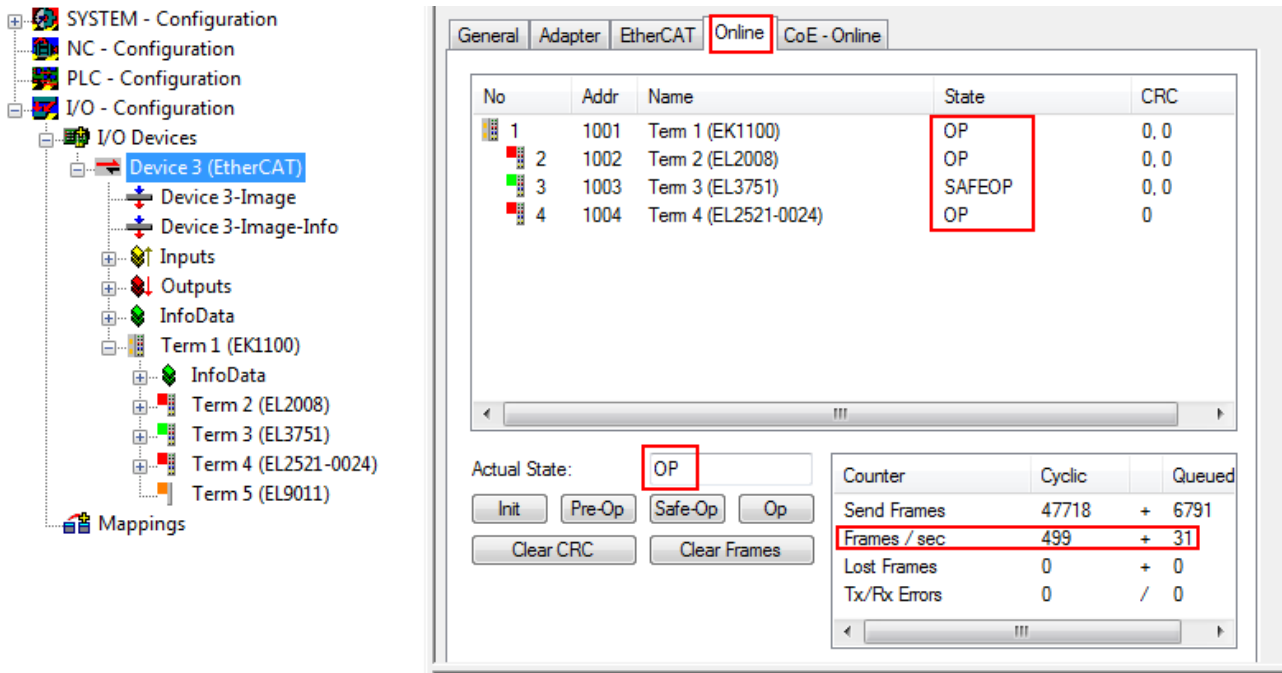 SYSTEM - Configuration
NC - Configuration
PLC - Configuration
I/O - Configuration
I/O Devices
Device 3 (EtherCAT)
Device 3-Image
Device 3-Image-Info
Inputs
Outputs
InfoData
Term 1 (EK1100)
InfoData
Term 2 (EL2008)
Term 3 (EL3751)
Term 4 (EL2521-0024)
Term 5 (EL9011)
Mappings
General Adapter EtherCAT Online CoE - Online
No Addr Name State CRC
1 1001 Term 1 (EK1100) OP 0, 0
2 1002 Term 2 (EL2008) OP 0, 0
3 1003 Term 3 (EL3751) SAFEOP 0, 0
4 1004 Term 4 (EL2521-0024) OP 0
Actual State: OP
Init Pre-Op Safe-Op Op
Clear CRC Clear Frames
Counter Cyclic Queued
Send Frames 47718 + 6791
Frames / sec 499 + 31
Lost Frames 0 + 0
Tx/Rx Errors 0 / 0